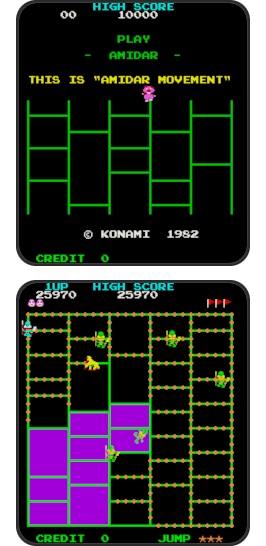 HIGH SCORE
00 10000
PLAY
- AMIDAR -
THIS IS "AMIDAR MOVEMENT"
© KONAMI 1982
CREDIT 0
1UP HIGH SCORE
25970 25970
CREDIT 0 JUMP ***